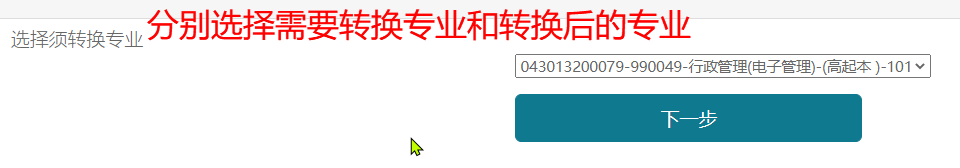 分别选择需要转换专业和转换后的专业
选择须转换专业
043013200079-990049-行政管理(电子管理)-(高起本 )-101
下一步